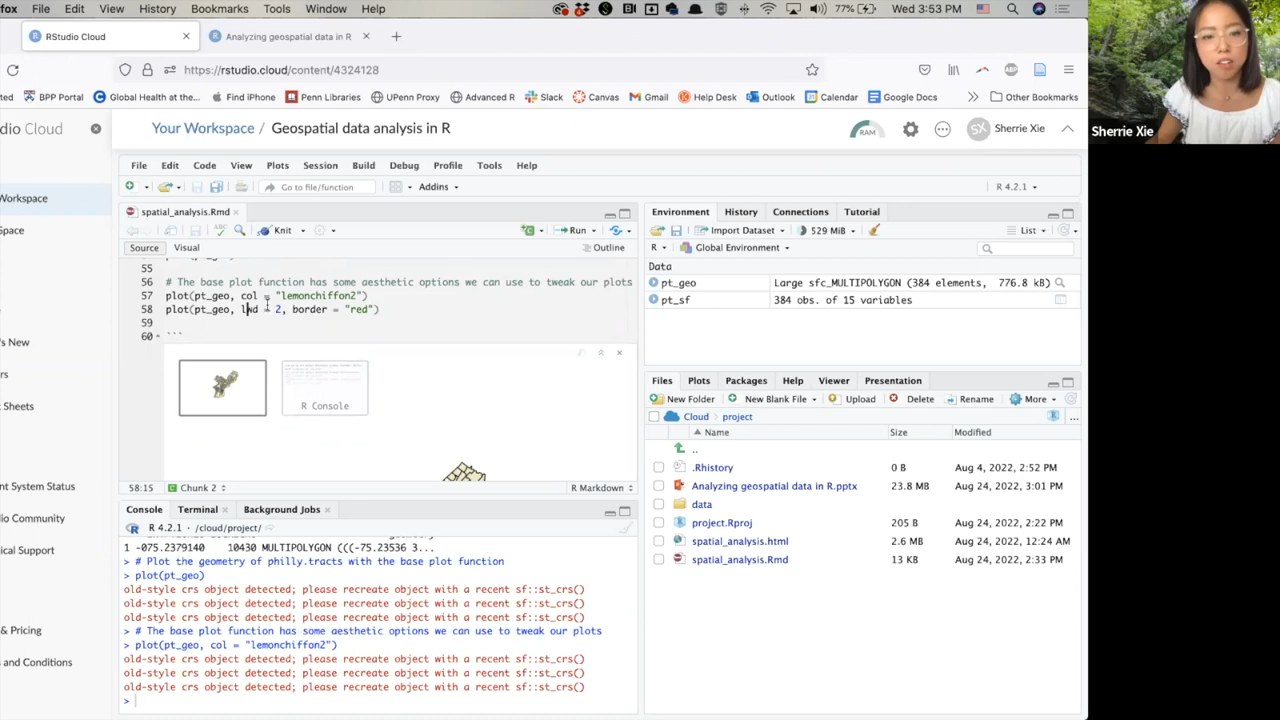 fox File Edit View History Bookmarks Tools Window Help 77% Wed 3:53 PM
RStudio Cloud × Analyzing geospatial data in R × +
https://rstudio.cloud/content/4324128
ted BPP Portal Global Health at the... Find iPhone Penn Libraries UPenn Proxy Advanced R Slack Canvas Gmail Help Desk Outlook Calendar Google Docs Other Bookmarks
Sherrie Xie
dio Cloud
Your Workspace / Geospatial data analysis in R
RAM
SX Sherrie Xie
File Edit Code View Plots Session Build Debug Profile Tools Help
Go to file/function Addins R 4.2.1
Workspace
Space
s New
rs
t Sheets
ent System Status
dio Community
ical Support
g & Pricing
s and Conditions
spatial_analysis.Rmd
Knit Run
Source Visual Outline
55
56 # The base plot function has some aesthetic options we can use to tweak our plots
57 plot(pt_geo, col = "lemonchiffon2")
58 plot(pt_geo, lwd = 2, border = "red")
59
60 ```
R Console
58:15 Chunk 2 R Markdown
Console Terminal Background Jobs
R 4.2.1 · /cloud/project/
1 -075.2379140 10430 MULTIPOLYGON (((-75.23536 3...
> # Plot the geometry of philly.tracts with the base plot function
> plot(pt_geo)
old-style crs object detected; please recreate object with a recent sf::st_crs()
old-style crs object detected; please recreate object with a recent sf::st_crs()
old-style crs object detected; please recreate object with a recent sf::st_crs()
> # The base plot function has some aesthetic options we can use to tweak our plots
> plot(pt_geo, col = "lemonchiffon2")
old-style crs object detected; please recreate object with a recent sf::st_crs()
old-style crs object detected; please recreate object with a recent sf::st_crs()
old-style crs object detected; please recreate object with a recent sf::st_crs()
>
Environment History Connections Tutorial
Import Dataset 529 MiB List
R Global Environment
Data
pt_geo Large sfc_MULTIPOLYGON (384 elements, 776.8 kB)
pt_sf 384 obs. of 15 variables
Files Plots Packages Help Viewer Presentation
New Folder New Blank File Upload Delete Rename More
Cloud project ...
Name Size Modified
..
.Rhistory 0 B Aug 4, 2022, 2:52 PM
Analyzing geospatial data in R.pptx 23.8 MB Aug 24, 2022, 3:01 PM
data
project.Rproj 205 B Aug 24, 2022, 2:22 PM
spatial_analysis.html 2.6 MB Aug 24, 2022, 12:24 AM
spatial_analysis.Rmd 13 KB Aug 24, 2022, 2:33 PM